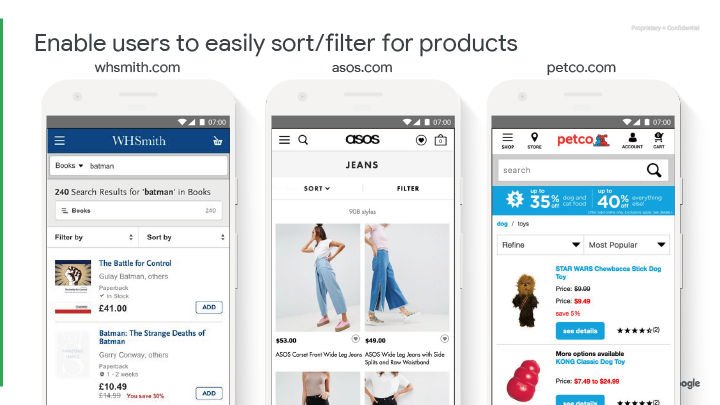 Proprietary + Confidential
Enable users to easily sort/filter for products
whsmith.com
asos.com
petco.com
07:00
WHSmith
Books
batman
240 Search Results for 'batman' in Books
Books
240
Filter by
Sort by
The Battle for Control
Gulay Batman, others
Paperback
In Stock
£41.00
ADD
Batman: The Strange Deaths of
Batman
Gerry Conway, others
Paperback
1 - 2 weeks
£10.49
£14.99 You save 30%
ADD
07:00
asos
0
JEANS
SORT
FILTER
908 styles
$53.00
$49.00
ASOS Corset Front Wide Leg Jeans
ASOS Wide Leg Jeans with Side
Splits and Raw Waistband
07:00
SHOP
STORE
petco
ACCOUNT
CART
search
$
up to
35% off
dog and
cat food
up to
40% off
everything
else
dog / toys
Refine
Most Popular
STAR WARS Chewbacca Stick Dog
Toy
Price: $9.99
Price: $9.49
save 5%
see details
(2)
More options available
KONG Classic Dog Toy
Price: $7.49 to $24.99
see details
(2)
ogle